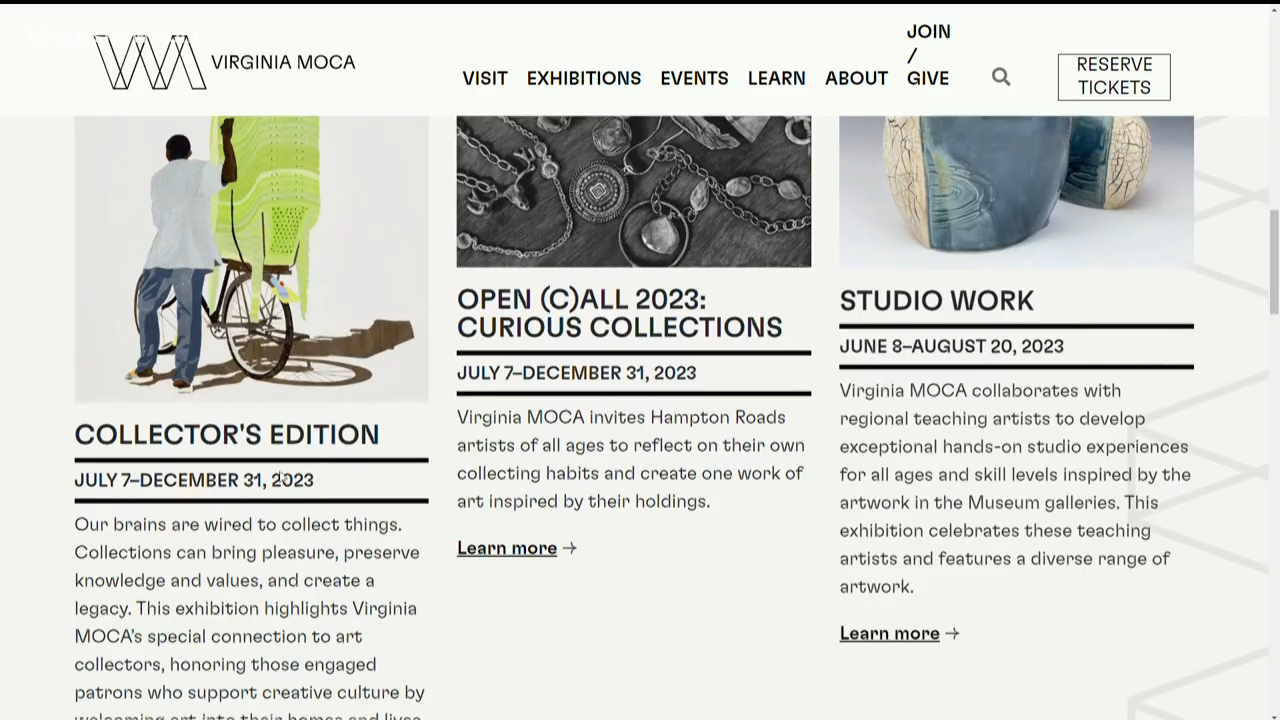 VIRGINIA MOCA
VISIT
EXHIBITIONS
EVENTS
LEARN
ABOUT
JOIN
/
GIVE
RESERVE
TICKETS
COLLECTOR'S EDITION
JULY 7–DECEMBER 31, 2023
Our brains are wired to collect things.
Collections can bring pleasure, preserve
knowledge and values, and create a
legacy. This exhibition highlights Virginia
MOCA's special connection to art
collectors, honoring those engaged
patrons who support creative culture by
welcoming art into their homes and lives.
OPEN (C)ALL 2023:
CURIOUS COLLECTIONS
JULY 7–DECEMBER 31, 2023
Virginia MOCA invites Hampton Roads
artists of all ages to reflect on their own
collecting habits and create one work of
art inspired by their holdings.
Learn more →
STUDIO WORK
JUNE 8–AUGUST 20, 2023
Virginia MOCA collaborates with
regional teaching artists to develop
exceptional hands-on studio experiences
for all ages and skill levels inspired by the
artwork in the Museum galleries. This
exhibition celebrates these teaching
artists and features a diverse range of
artwork.
Learn more →